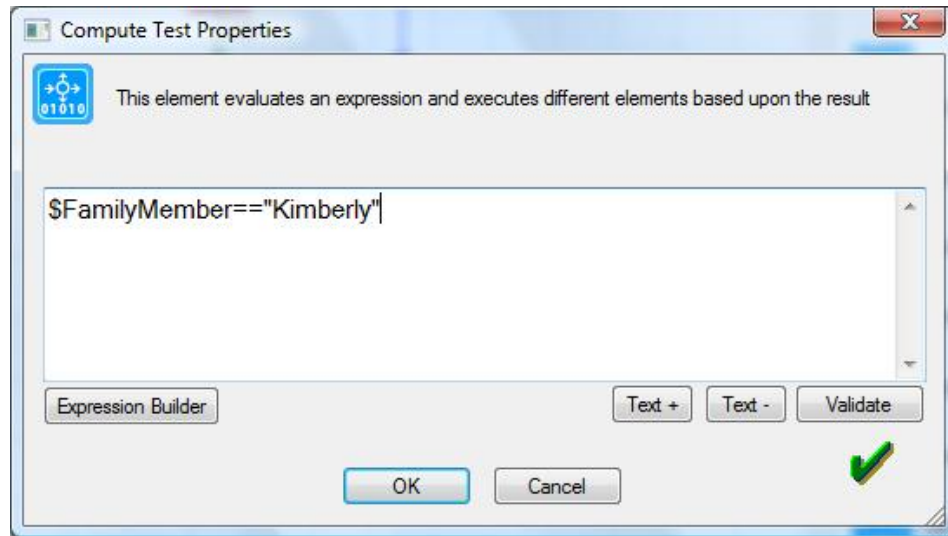 Compute Test Properties
01010
This element evaluates an expression and executes different elements based upon the result
$FamilyMember=="Kimberly"
Expression Builder
Text +
Text -
Validate
OK
Cancel